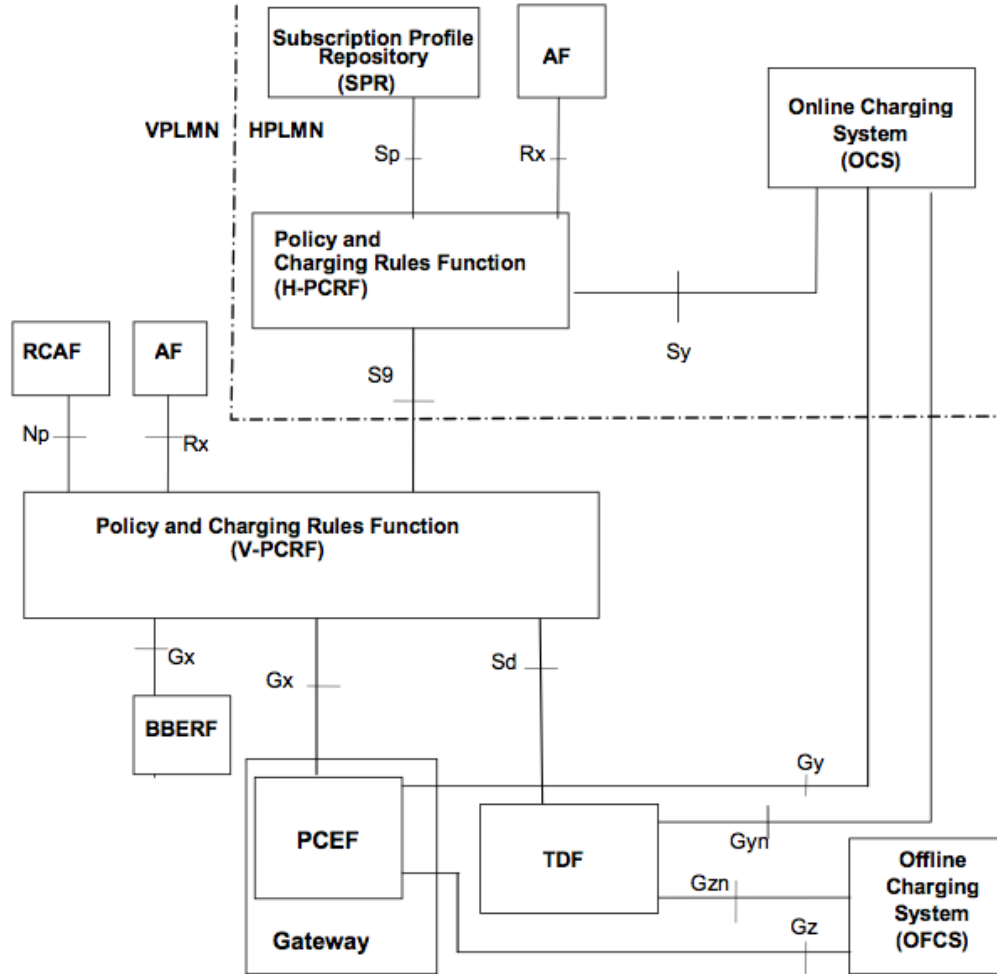 Subscription Profile
Repository
(SPR)
AF
Online Charging
System
(OCS)
VPLMN
HPLMN
Sp
Rx
Policy and
Charging Rules Function
(H-PCRF)
Sy
RCAF
AF
S9
Np
Rx
Policy and Charging Rules Function
(V-PCRF)
Gx
Gx
Sd
BBERF
Gy
PCEF
TDF
Gyn
Offline
Charging
System
(OFCS)
Gzn
Gz
Gateway